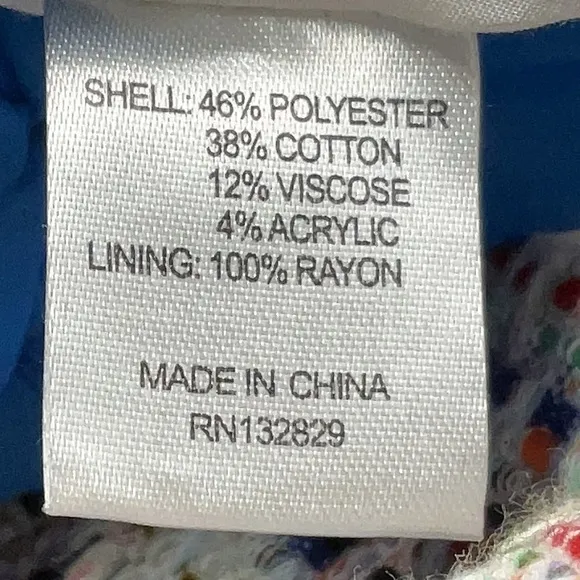 SHELL: 46% POLYESTER
38% COTTON
12% VISCOSE
4% ACRYLIC
LINING: 100% RAYON
MADE IN CHINA
RN132829